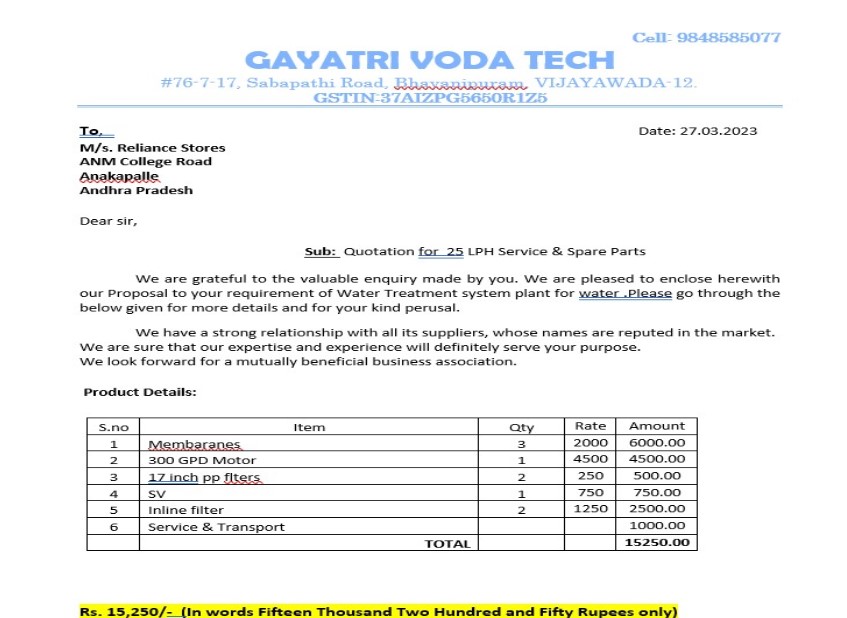 Cell: 9848585077
GAYATRI VODA TECH
#76-7-17, Sabapathi Road, Bhavanipuram, VIJAYAWADA-12.
GSTIN:37AIZPG5650R1Z5
To,
Date: 27.03.2023
M/s. Reliance Stores
ANM College Road
Anakapalle
Andhra Pradesh
Dear sir,
Sub: Quotation for 25 LPH Service & Spare Parts
We are grateful to the valuable enquiry made by you. We are pleased to enclose herewith
our Proposal to your requirement of Water Treatment system plant for water .Please go through the
below given for more details and for your kind perusal.
We have a strong relationship with all its suppliers, whose names are reputed in the market.
We are sure that our expertise and experience will definitely serve your purpose.
We look forward for a mutually beneficial business association.
Product Details:
S.no Item Qty Rate Amount
1 Membaranes 3 2000 6000.00
2 300 GPD Motor 1 4500 4500.00
3 17 inch pp flters 2 250 500.00
4 SV 1 750 750.00
5 Inline filter 2 1250 2500.00
6 Service & Transport 1000.00
TOTAL 15250.00
Rs. 15,250/- (In words Fifteen Thousand Two Hundred and Fifty Rupees only)